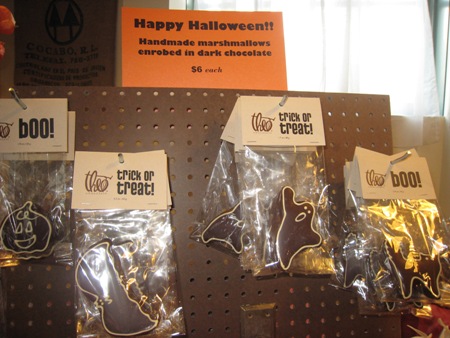 COCABO, R.L.
Happy Halloween!!
Handmade marshmallows
enrobed in dark chocolate
$6 each
theo BOO!
theo trick or
treat!
theo trick or
treat!
theo BOO!